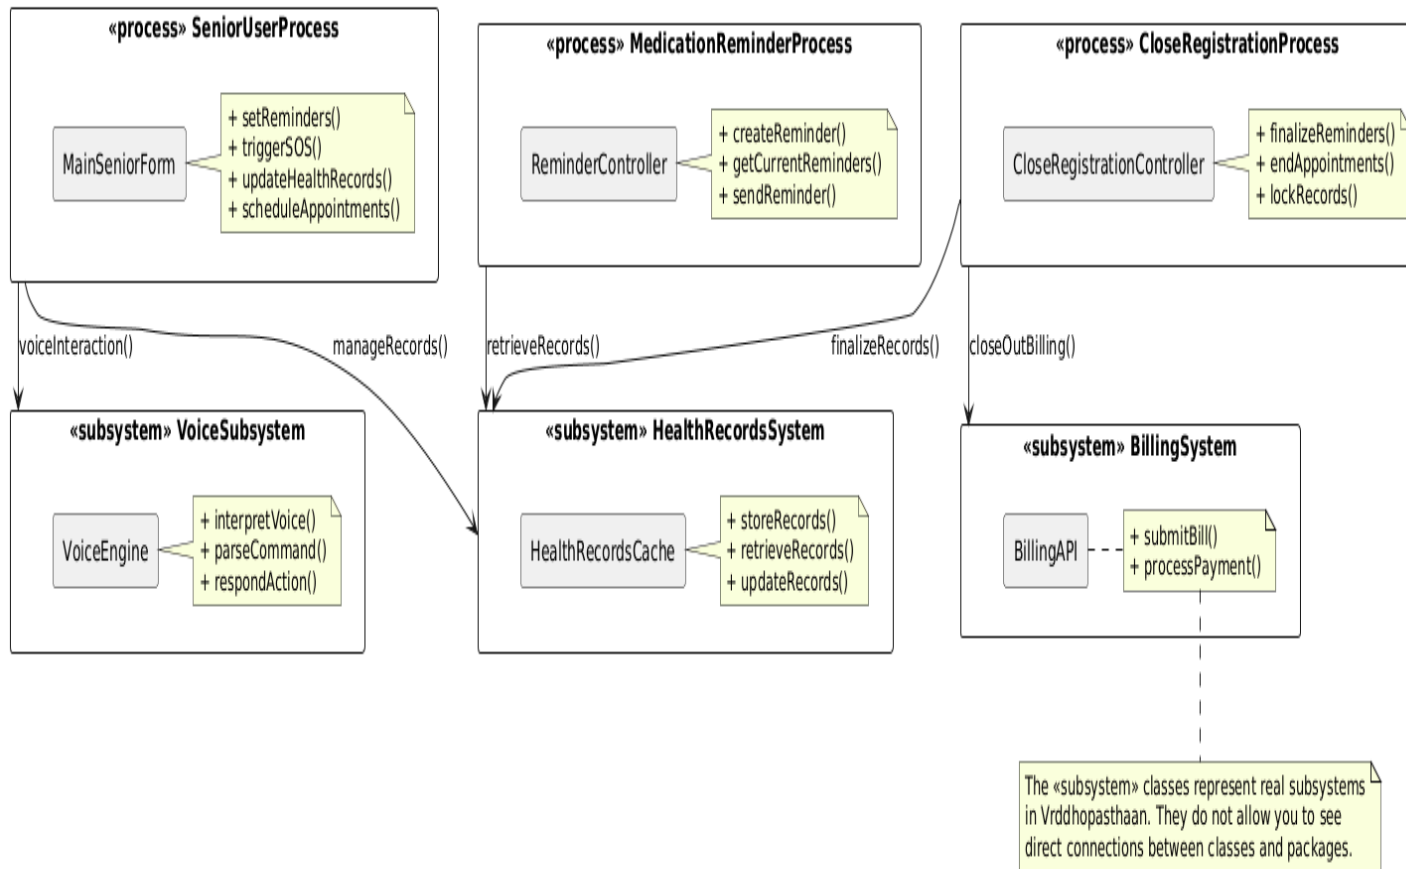 «process» SeniorUserProcess
MainSeniorForm
+ setReminders()
+ triggerSOS()
+ updateHealthRecords()
+ scheduleAppointments()
«process» MedicationReminderProcess
ReminderController
+ createReminder()
+ getCurrentReminders()
+ sendReminder()
«process» CloseRegistrationProcess
CloseRegistrationController
+ finalizeReminders()
+ endAppointments()
+ lockRecords()
voiceInteraction()
manageRecords()
retrieveRecords()
finalizeRecords()
closeOutBilling()
«subsystem» VoiceSubsystem
VoiceEngine
+ interpretVoice()
+ parseCommand()
+ respondAction()
«subsystem» HealthRecordsSystem
HealthRecordsCache
+ storeRecords()
+ retrieveRecords()
+ updateRecords()
«subsystem» BillingSystem
BillingAPI
+ submitBill()
+ processPayment()
The «subsystem» classes represent real subsystems
in Vrddhopasthaan. They do not allow you to see
direct connections between classes and packages.